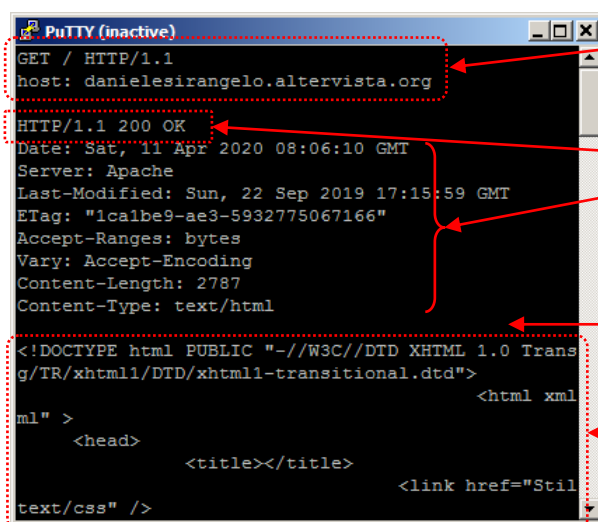 PuTTY (inactive)
GET / HTTP/1.1
host: danielesirangelo.altervista.org
HTTP/1.1 200 OK
Date: Sat, 11 Apr 2020 08:06:10 GMT
Server: Apache
Last-Modified: Sun, 22 Sep 2019 17:15:59 GMT
ETag: "1ca1be9-ae3-5932775067166"
Accept-Ranges: bytes
Vary: Accept-Encoding
Content-Length: 2787
Content-Type: text/html
<!DOCTYPE html PUBLIC "-//W3C//DTD XHTML 1.0 Trans
g/TR/xhtml1/DTD/xhtml1-transitional.dtd">
<html xml
ml" >
<head>
<title></title>
<link href="Stil
text/css" />